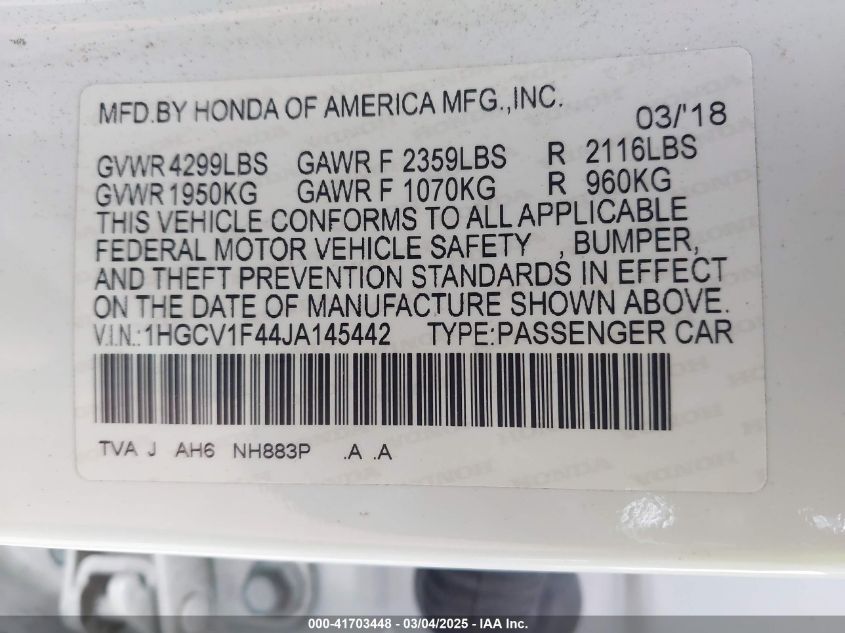 MFD.BY HONDA OF AMERICA MFG.,INC.
03/'18
GVWR 4299LBS GAWR F 2359LBS R 2116LBS
GVWR 1950KG GAWR F 1070KG R 960KG
THIS VEHICLE CONFORMS TO ALL APPLICABLE
FEDERAL MOTOR VEHICLE SAFETY , BUMPER,
AND THEFT PREVENTION STANDARDS IN EFFECT
ON THE DATE OF MANUFACTURE SHOWN ABOVE.
V.I.N.:1HGCV1F44JA145442 TYPE:PASSENGER CAR
TVA J AH6 NH883P .A .A
000-41703448 - 03/04/2025 - IAA Inc.